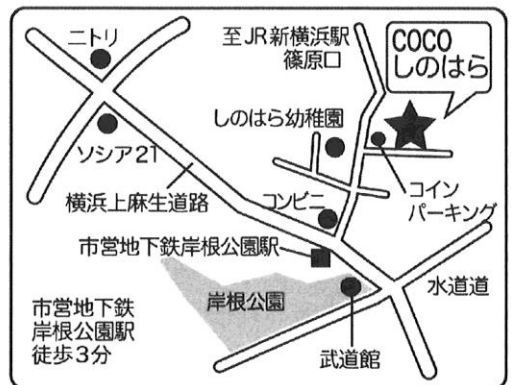 ニトリ
至JR新横浜駅
篠原口
COCO
しのはら
しのはら幼稚園
ソシア21
横浜上麻生道路
コンビニ
コイン
パーキング
市営地下鉄岸根公園駅
岸根公園
水道道
武道館
市営地下鉄
岸根公園駅
徒歩3分